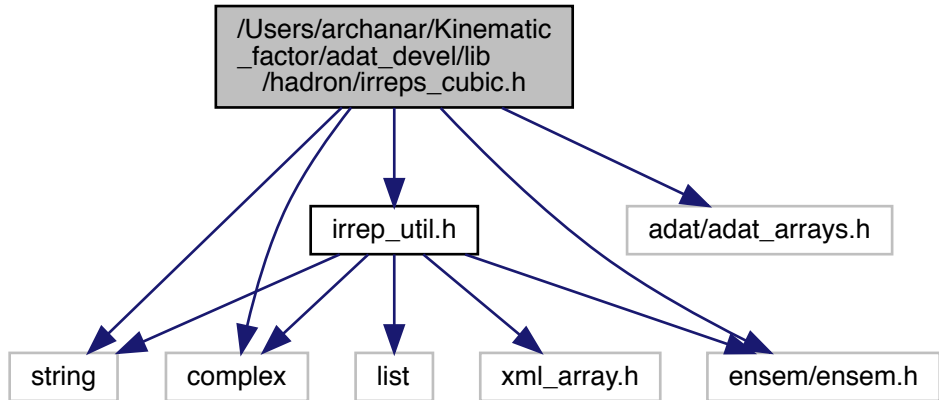 /Users/archanar/Kinematic
_factor/adat_devel/lib
/hadron/irreps_cubic.h
irrep_util.h
adat/adat_arrays.h
string
complex
list
xml_array.h
ensem/ensem.h